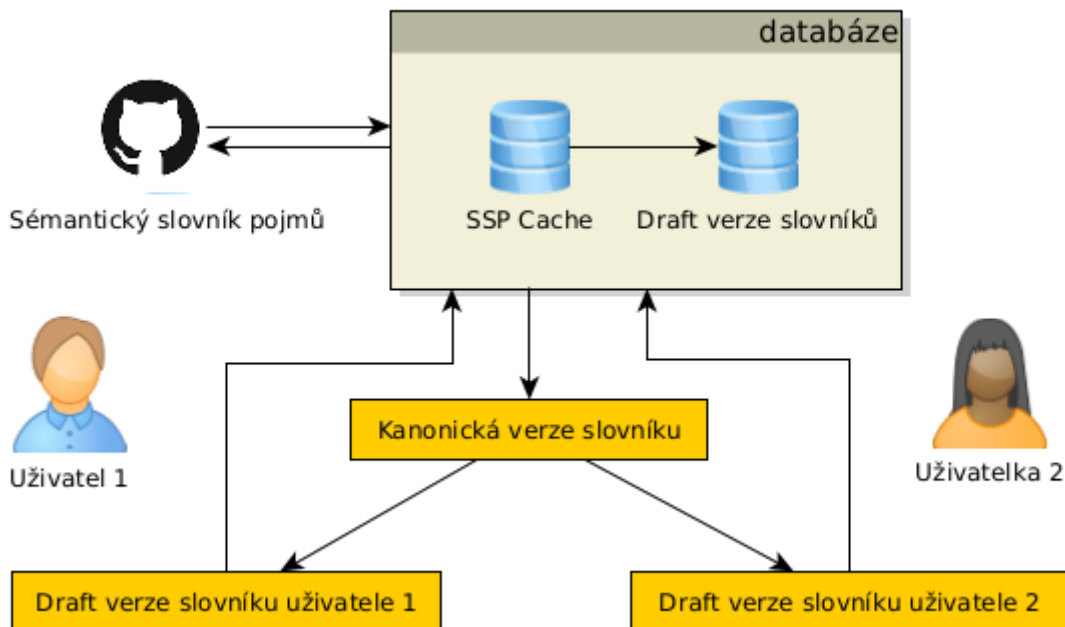 databáze
Sémantický slovník pojmů
SSP Cache
Draft verze slovníků
Uživatel 1
Kanonická verze slovníku
Uživatelka 2
Draft verze slovníku uživatele 1
Draft verze slovníku uživatele 2